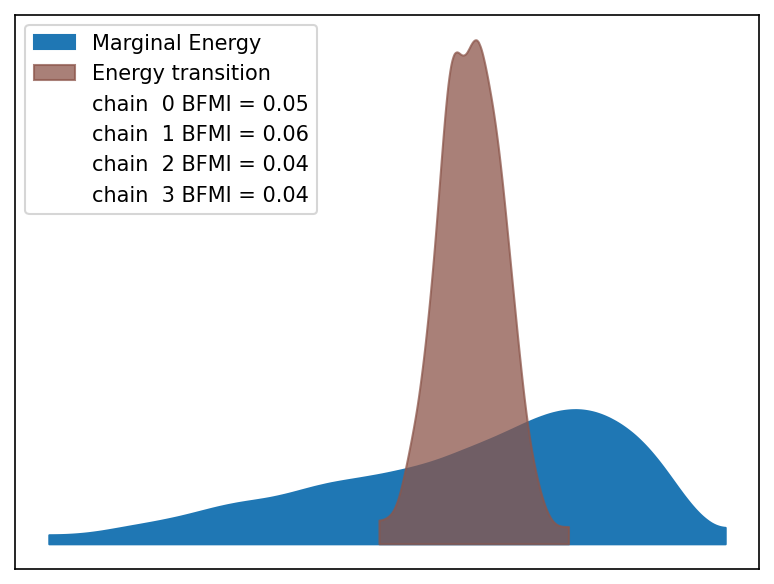 Marginal Energy
Energy transition
chain  0 BFMI = 0.05
chain  1 BFMI = 0.06
chain  2 BFMI = 0.04
chain  3 BFMI = 0.04